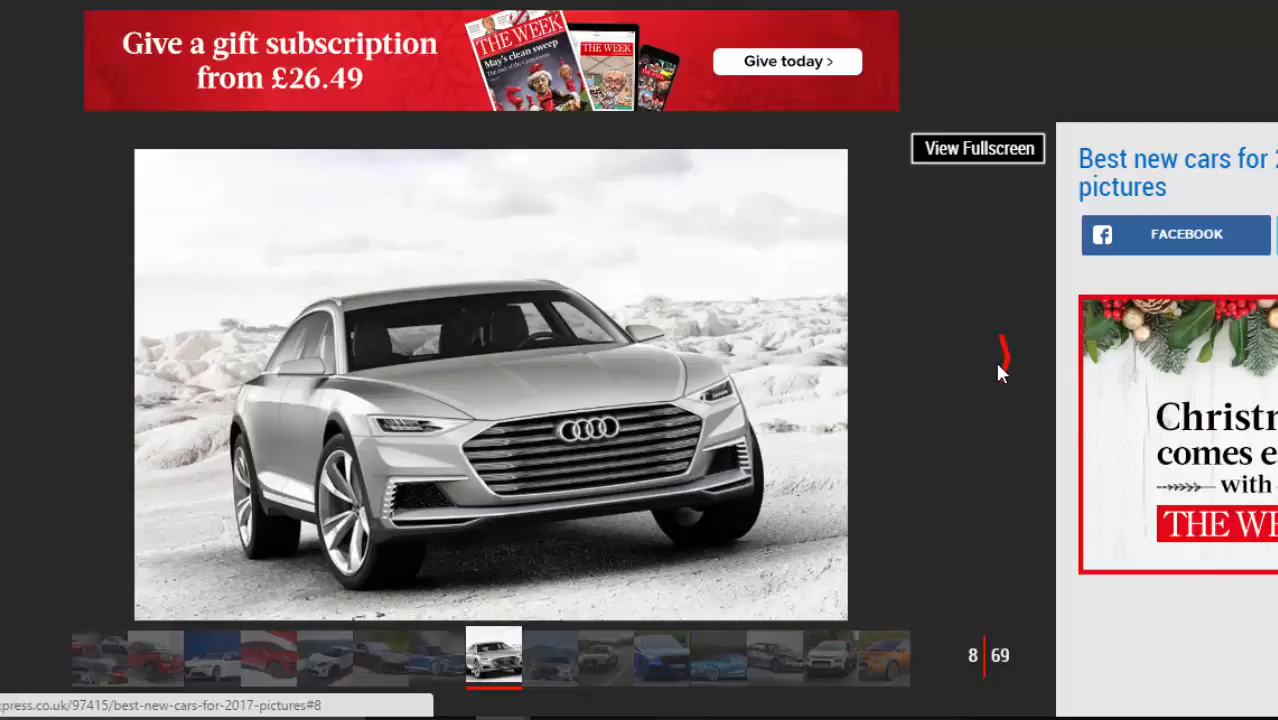 Give a gift subscription
from £26.49
THE WEEK
May's clean sweep
THE WEEK
Give today >
View Fullscreen
Best new cars for
pictures
FACEBOOK
Christm
comes e
with
THE WE
8 69
press.co.uk/97415/best-new-cars-for-2017-pictures#8